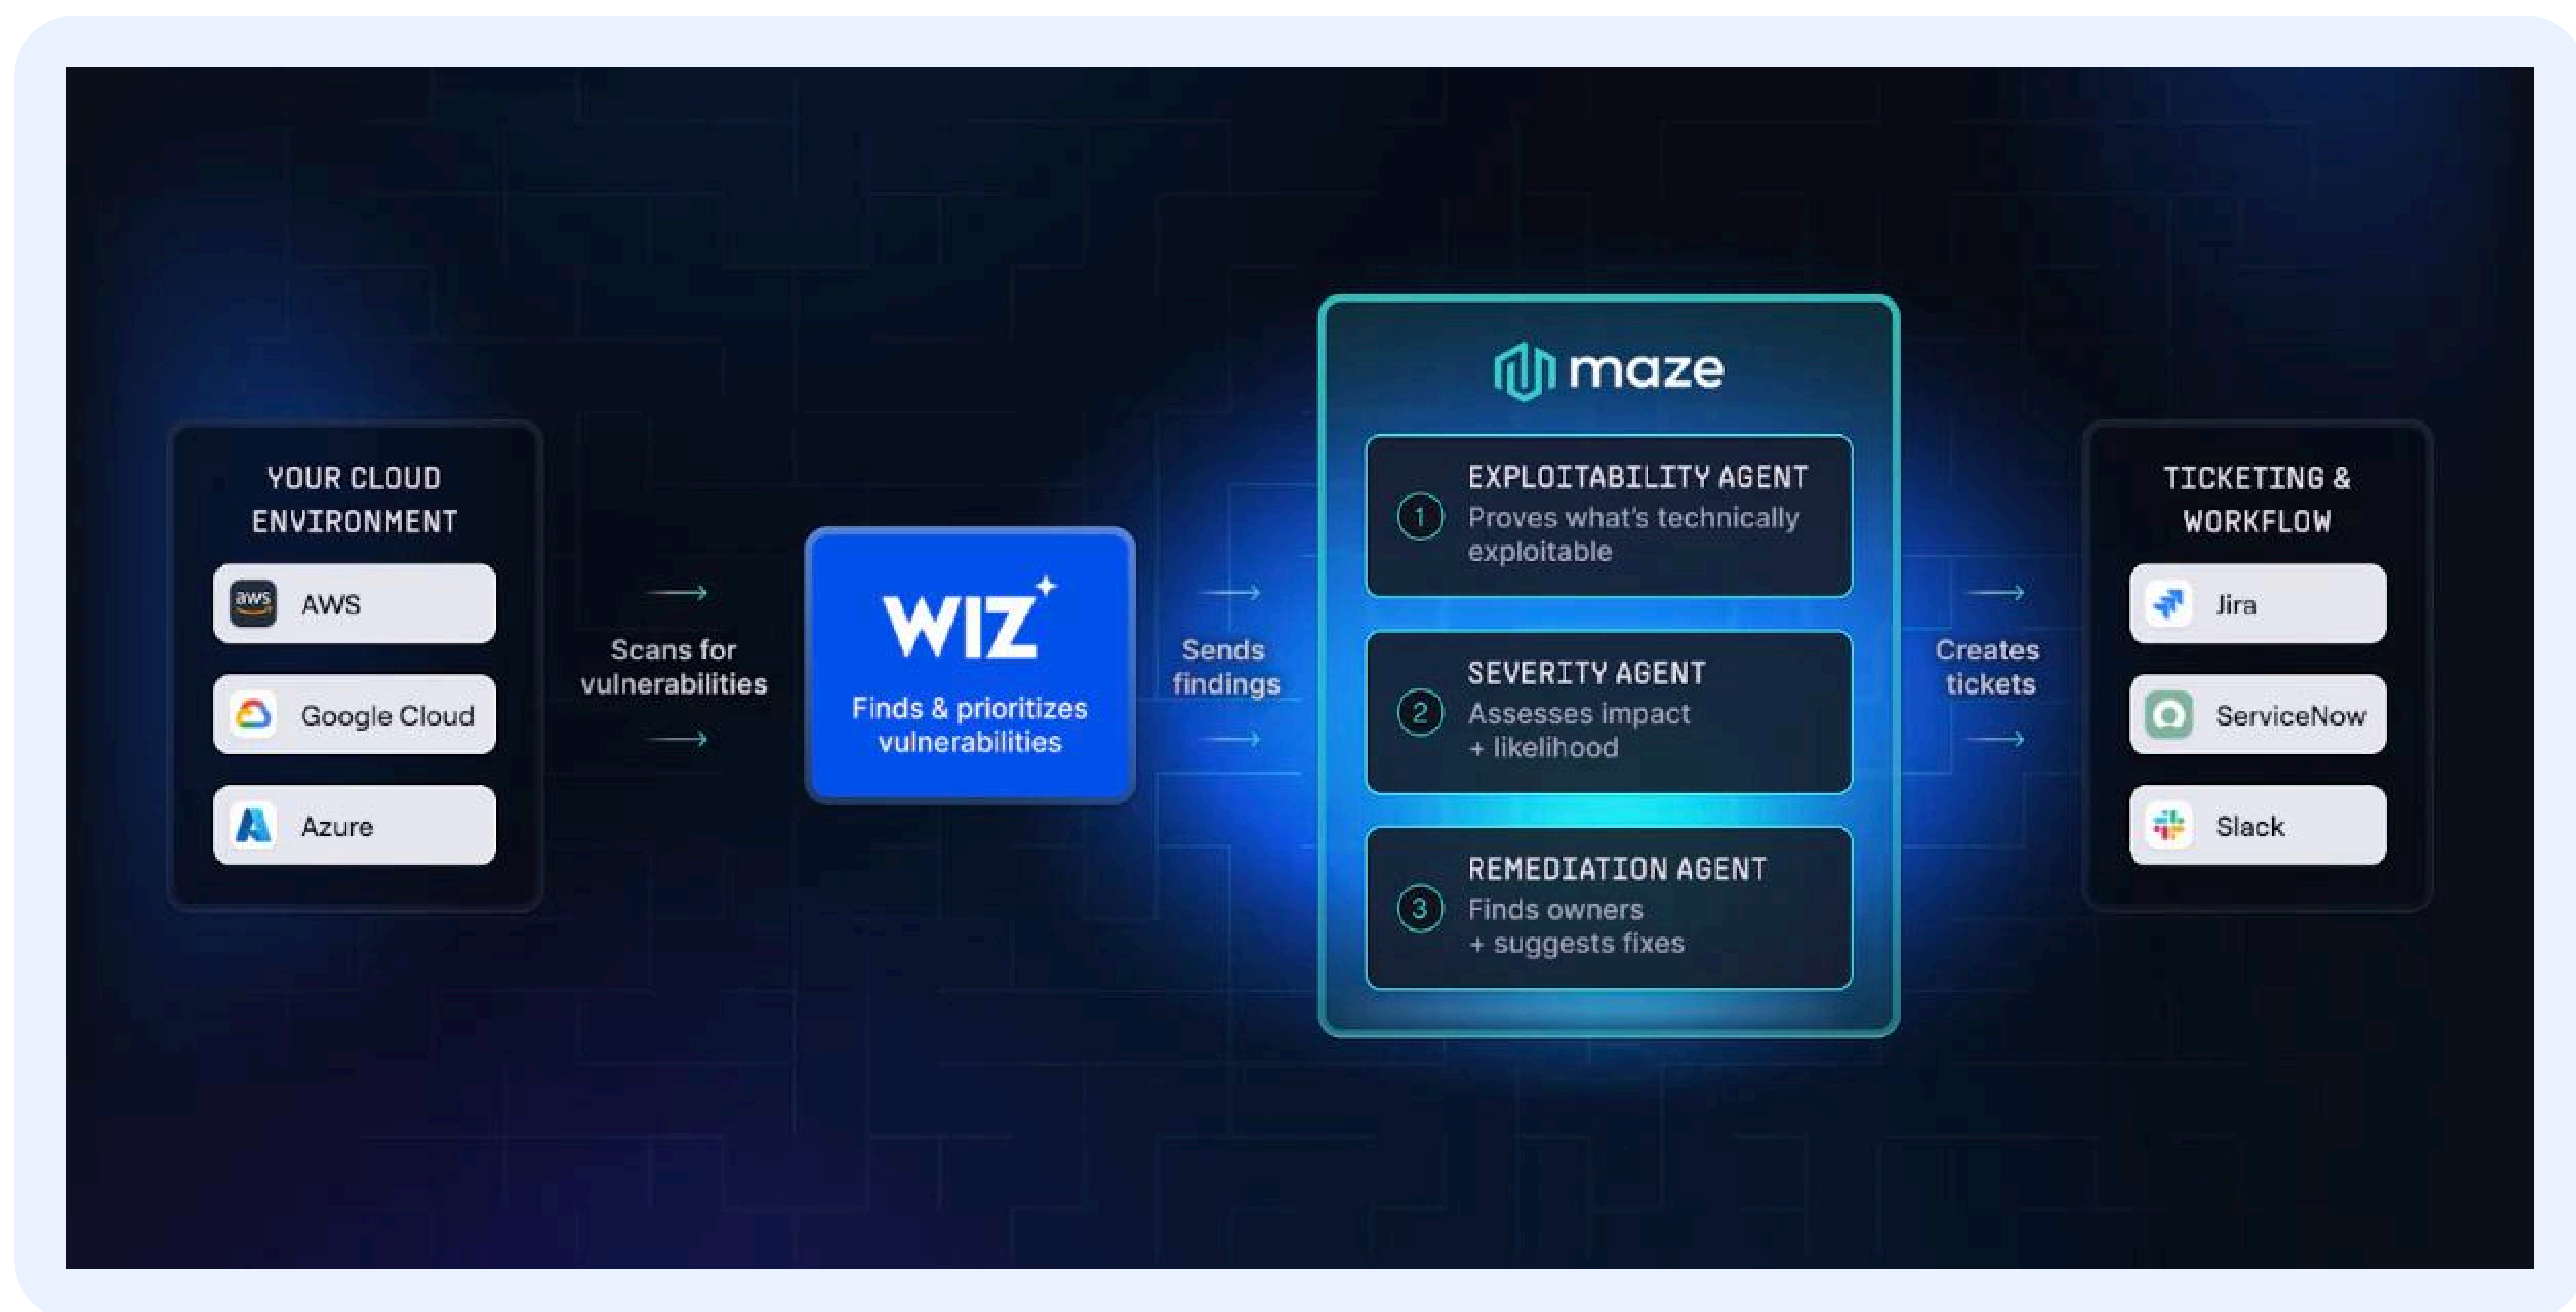 YOUR CLOUD
ENVIRONMENT
aws
AWS
Google Cloud
Azure
Scans for
vulnerabilities
WIZ
Finds & prioritizes
vulnerabilities
Sends
findings
maze
1
EXPLOITABILITY AGENT
Proves what's technically
exploitable
2
SEVERITY AGENT
Assesses impact
+ likelihood
3
REMEDIATION AGENT
Finds owners
+ suggests fixes
Creates
tickets
TICKETING &
WORKFLOW
Jira
ServiceNow
Slack